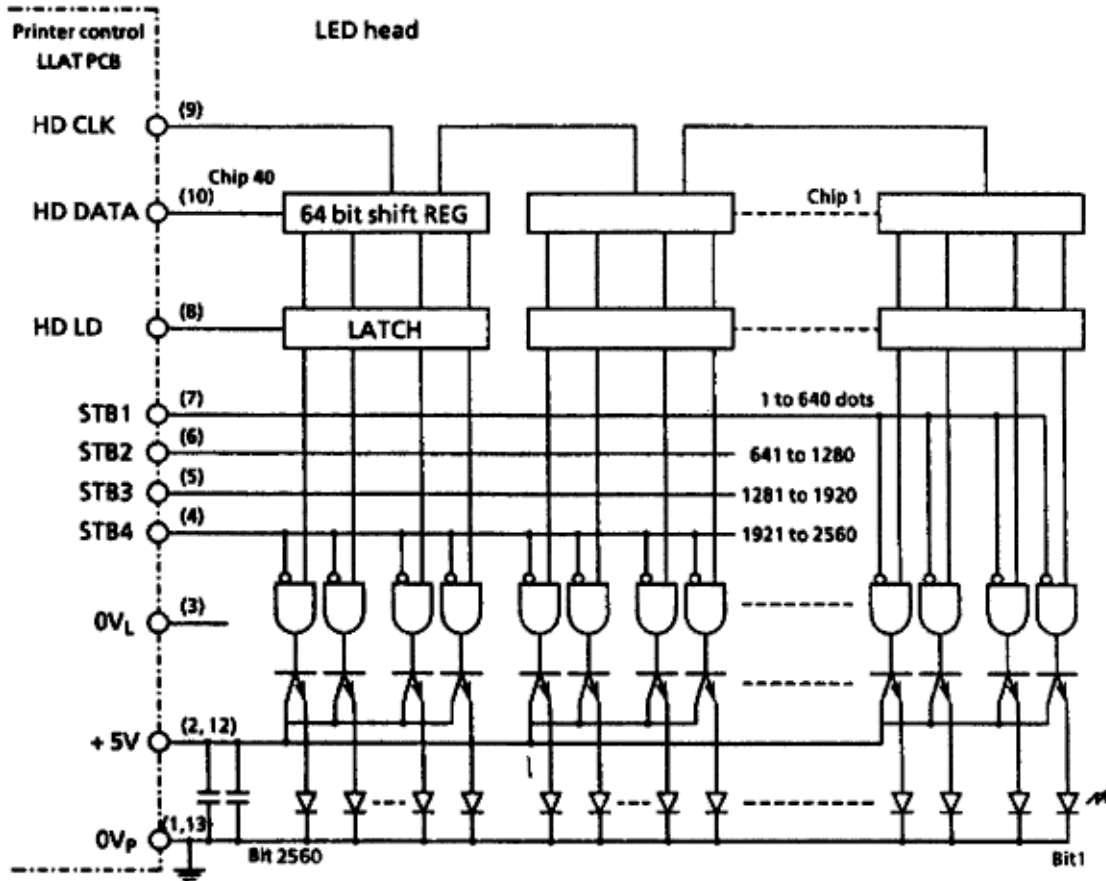 Printer control
LLAT PCB
LED head
HD CLK
(9)
Chip 40
HD DATA
(10)
64 bit shift REG
Chip 1
HD LD
(8)
LATCH
STB1
(7)
1 to 640 dots
STB2
(6)
641 to 1280
STB3
(5)
1281 to 1920
STB4
(4)
1921 to 2560
0VL
(3)
+ 5V
(2, 12)
0VP
(1,13)
Bit 2560
Bit1